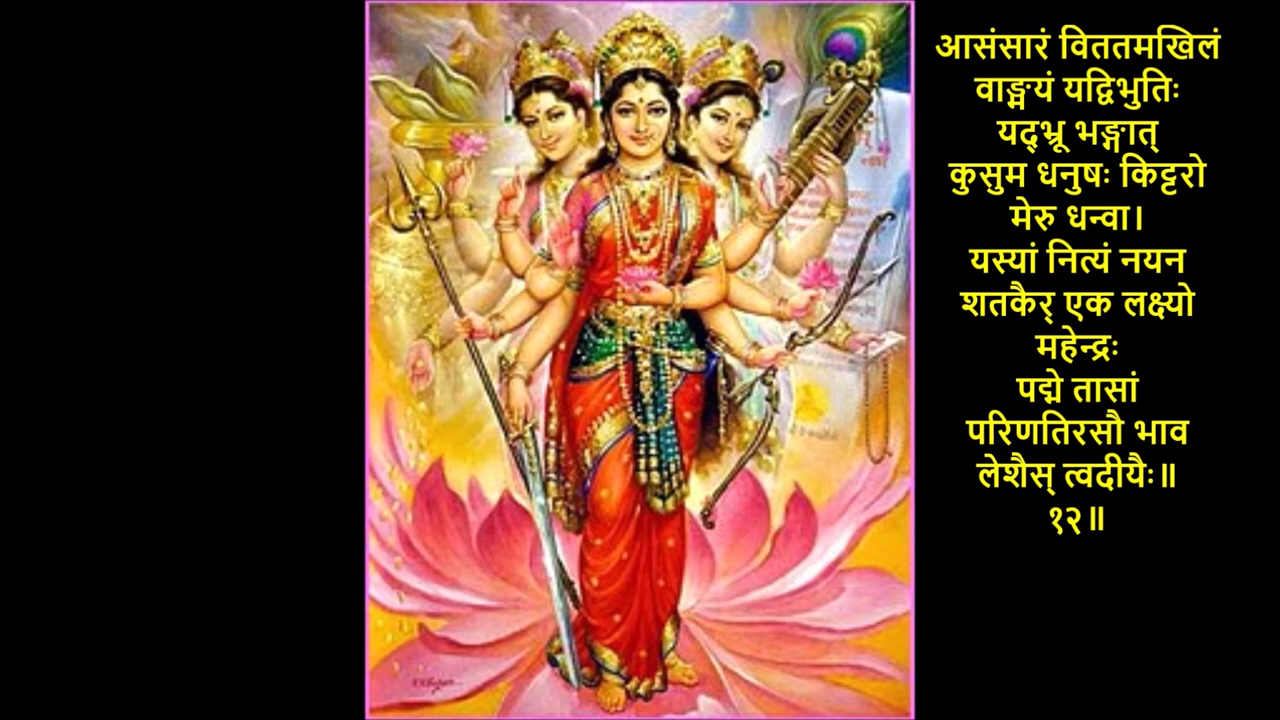 आसंसारं विततमखिलं
वाङ्मयं यद्विभुतिः
यद्भ्रू भङ्गात्
कुसुम धनुषः किट्टरो
मेरु धन्वा।
यस्यां नित्यं नयन
शतकैर् एक लक्ष्यो
महेन्द्रः
पद्मे तासां
परिणतिरसौ भाव
लेशैस् त्वदीयैः॥
१२॥